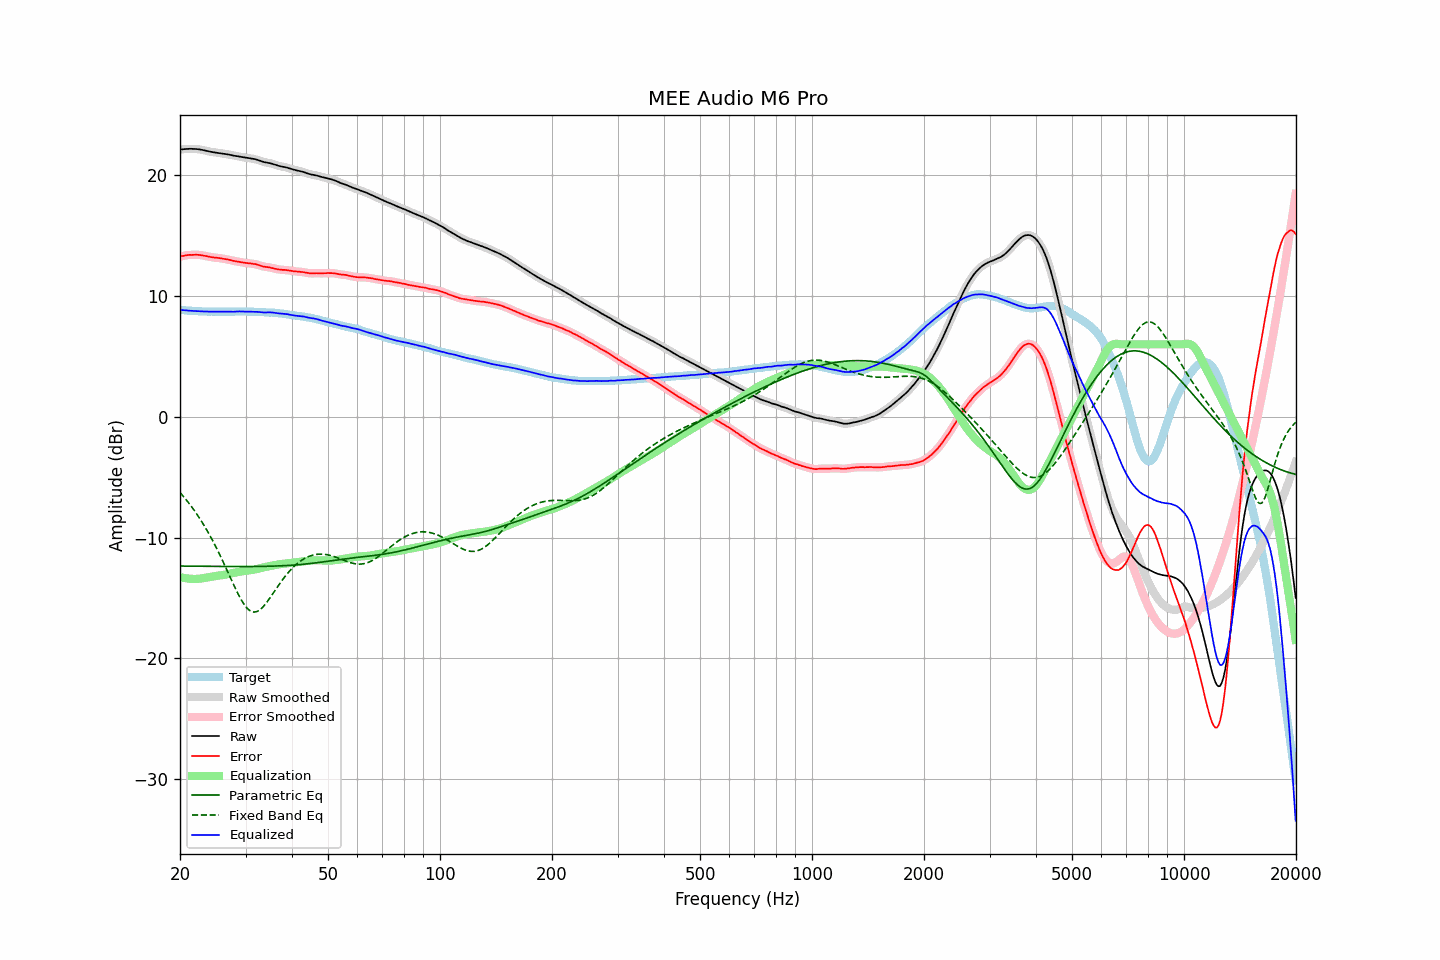 MEE Audio M6 Pro
Amplitude (dBr)
20
10
0
−10
−20
−30
Target
Raw Smoothed
Error Smoothed
Raw
Error
Equalization
Parametric Eq
Fixed Band Eq
Equalized
20 50 100 200 500 1000 2000 5000 10000 20000
Frequency (Hz)